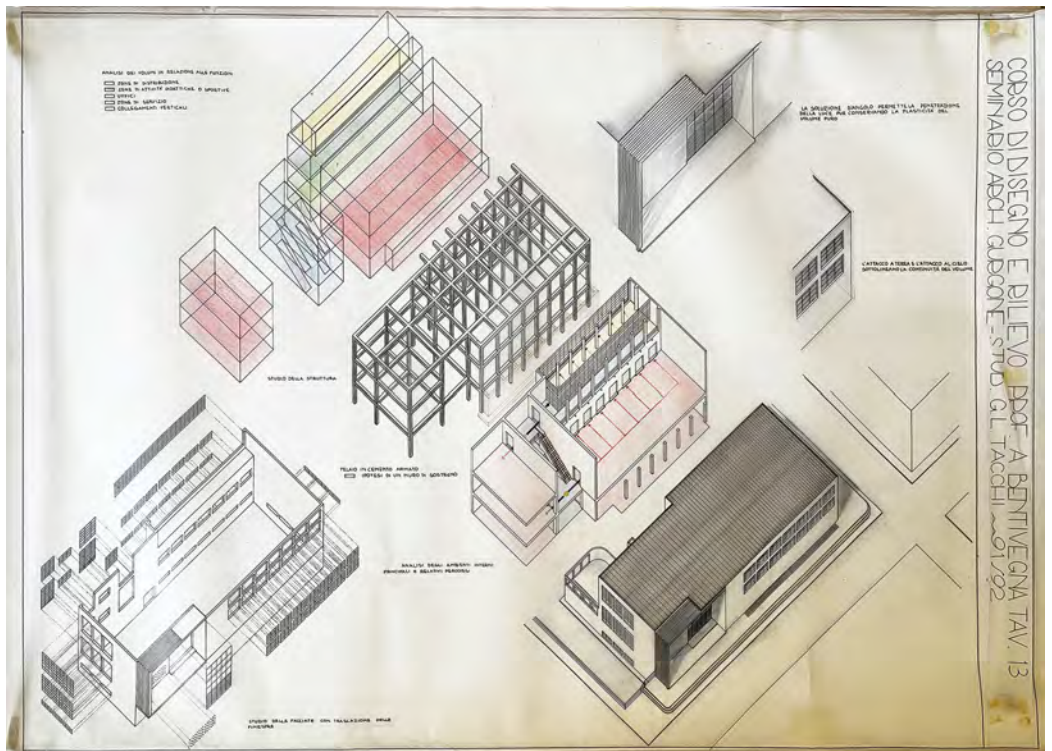 ANALISI DEI VOLUMI IN RELAZIONE ALLE FUNZIONI
ZONE DI DISTRIBUZIONE
ZONE DI ATTIVITÀ DIDATTICHE O SPORTIVE
UFFICI
ZONE DI SERVIZIO
COLLEGAMENTI VERTICALI
LA SOLUZIONE D'ANGOLO PERMETTE LA PENETRAZIONE
DELLA LUCE PUR CONSERVANDO LA PLASTICITÀ DEL
VOLUME PURO
L'ATTACCO A TERRA E L'ATTACCO AL CIELO
SOTTOLINEANO LA CONTINUITÀ DEL VOLUME
STUDIO DELLA STRUTTURA
TELAIO IN CEMENTO ARMATO
IPOTESI DI UN MURO DI SOSTEGNO
ANALISI DEGLI AMBIENTI INTERNI
PRINCIPALI E RELATIVI PERCORSI
STUDIO DELLE FACCIATE CON TRASLAZIONE DELLE
FINESTRE
CORSO DI DISEGNO E RILIEVO PROF. A. BENTIVEGNA TAV. 13
SEMINARIO ARCH. GURGONE - STUD. G.L. TACCHI 91/92